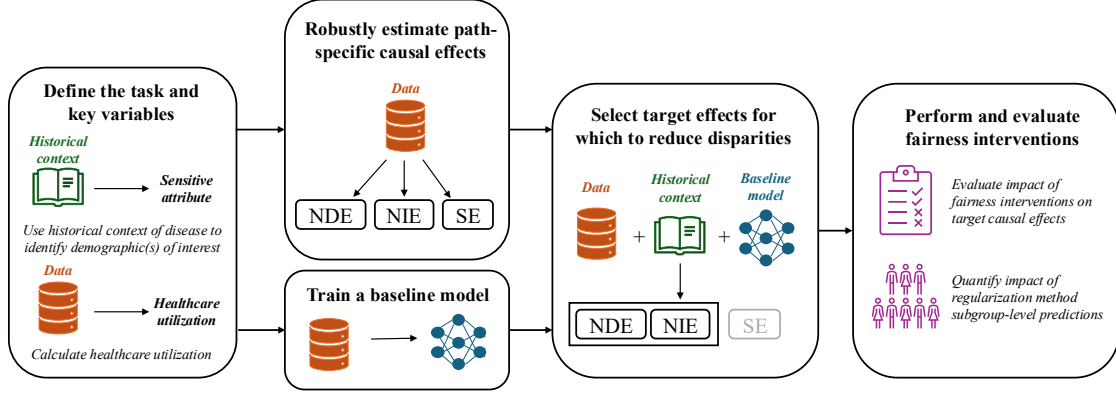 Define the task and
key variables
Historical
context
Sensitive
attribute
Use historical context of disease to
identify demographic(s) of interest
Data
Healthcare
utilization
Calculate healthcare utilization
Robustly estimate path-
specific causal effects
Data
NDE
NIE
SE
Train a baseline model
Select target effects for
which to reduce disparities
Data
Historical
context
Baseline
model
+
+
NDE
NIE
SE
Perform and evaluate
fairness interventions
Evaluate impact of
fairness interventions on
target causal effects
Quantify impact of
regularization method
subgroup-level predictions